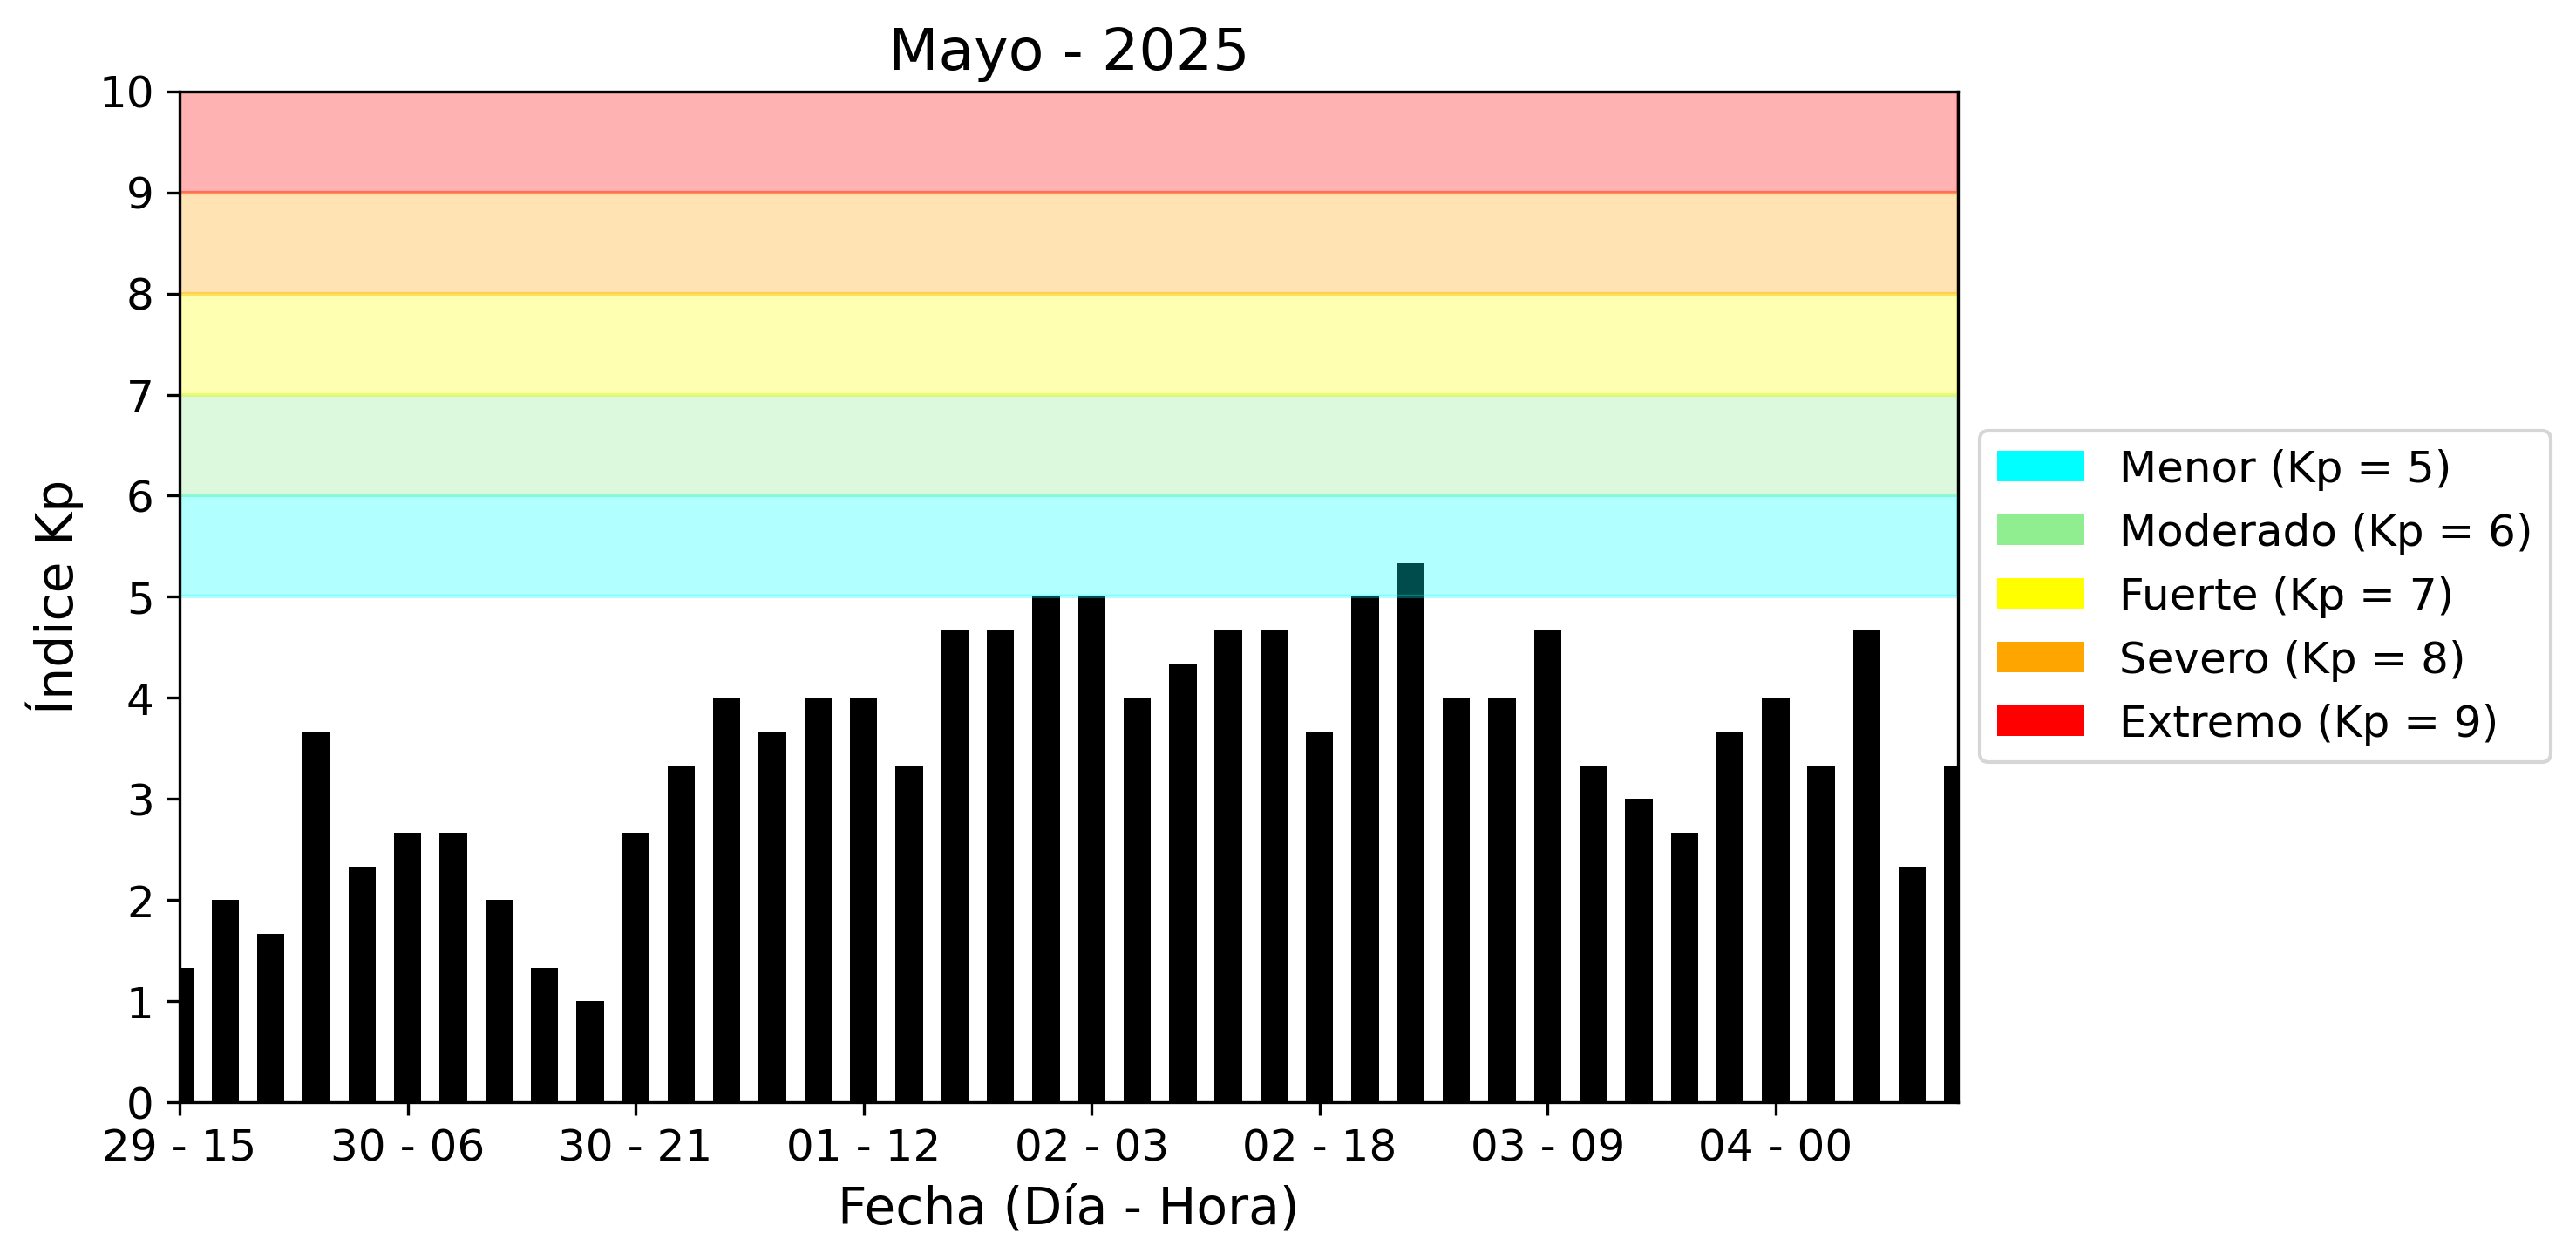 Mayo - 2025
10
9
8
7
6
5
4
3
2
1
0
Índice Kp
29 - 15 30 - 06 30 - 21 01 - 12 02 - 03 02 - 18 03 - 09 04 - 00
Fecha (Día - Hora)
Menor (Kp = 5)
Moderado (Kp = 6)
Fuerte (Kp = 7)
Severo (Kp = 8)
Extremo (Kp = 9)